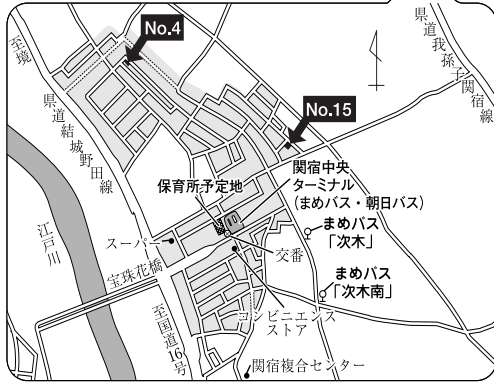 No.4
No.15
至境
県道結城野田線
県道我孫子関宿線
江戸川
保育所予定地
関宿中央
ターミナル
(まめバス・朝日バス)
まめバス
「次木」
スーパー
交番
宝珠花橋
まめバス
「次木南」
至国道16号
コンビニエンス
ストア
関宿複合センター